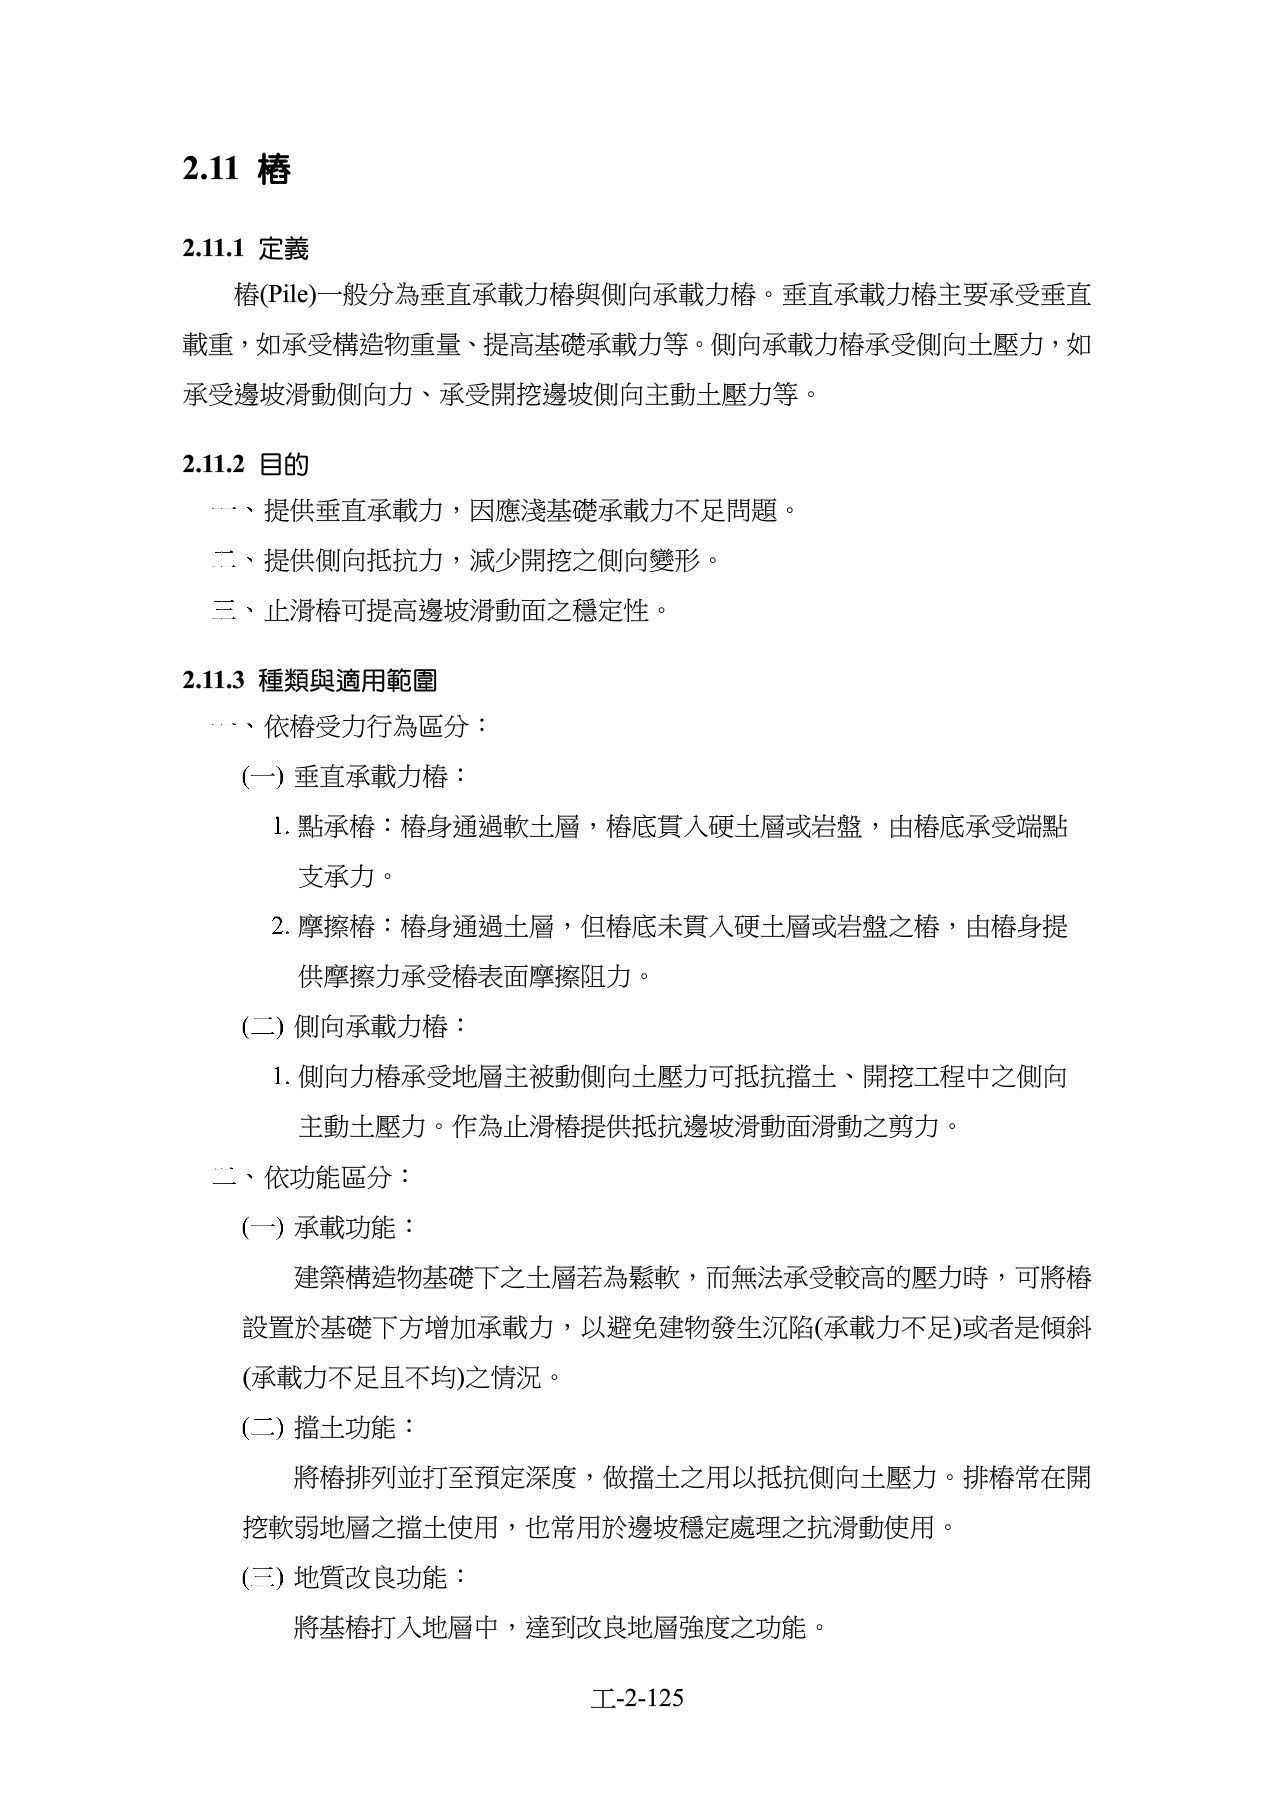 2.11 樁
2.11.1 定義
樁(Pile)一般分為垂直承載力樁與側向承載力樁。垂直承載力樁主要承受垂直
載重，如承受構造物重量、提高基礎承載力等。側向承載力樁承受側向土壓力，如
承受邊坡滑動側向力、承受開挖邊坡側向主動土壓力等。
2.11.2 目的
一、提供垂直承載力，因應淺基礎承載力不足問題。
二、提供側向抵抗力，減少開挖之側向變形。
三、止滑樁可提高邊坡滑動面之穩定性。
2.11.3 種類與適用範圍
一、依樁受力行為區分：
(一) 垂直承載力樁：
1. 點承樁：樁身通過軟土層，樁底貫入硬土層或岩盤，由樁底承受端點
支承力。
2. 摩擦樁：樁身通過土層，但樁底未貫入硬土層或岩盤之樁，由樁身提
供摩擦力承受樁表面摩擦阻力。
(二) 側向承載力樁：
1. 側向力樁承受地層主被動側向土壓力可抵抗擋土、開挖工程中之側向
主動土壓力。作為止滑樁提供抵抗邊坡滑動面滑動之剪力。
二、依功能區分：
(一) 承載功能：
建築構造物基礎下之土層若為鬆軟，而無法承受較高的壓力時，可將樁
設置於基礎下方增加承載力，以避免建物發生沉陷(承載力不足)或者是傾斜
(承載力不足且不均)之情況。
(二) 擋土功能：
將樁排列並打至預定深度，做擋土之用以抵抗側向土壓力。排樁常在開
挖軟弱地層之擋土使用，也常用於邊坡穩定處理之抗滑動使用。
(三) 地質改良功能：
將基樁打入地層中，達到改良地層強度之功能。
工-2-125